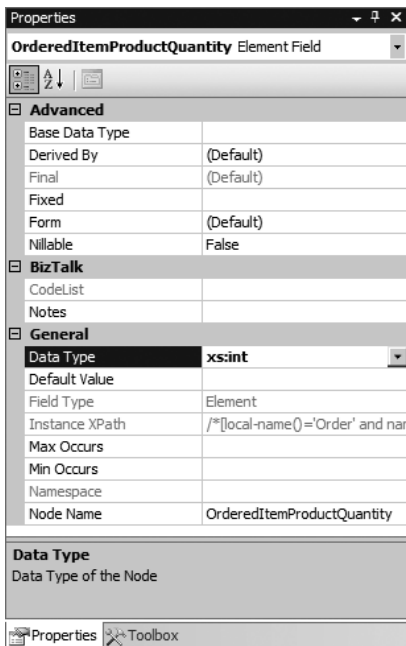 Properties
OrderedItemProductQuantity Element Field
Advanced
Base Data Type
Derived By (Default)
Final (Default)
Fixed
Form (Default)
Nillable False
BizTalk
CodeList
Notes
General
Data Type xs:int
Default Value
Field Type Element
Instance XPath /*[local-name()='Order' and nar
Max Occurs
Min Occurs
Namespace
Node Name OrderedItemProductQuantity
Data Type
Data Type of the Node
Properties Toolbox